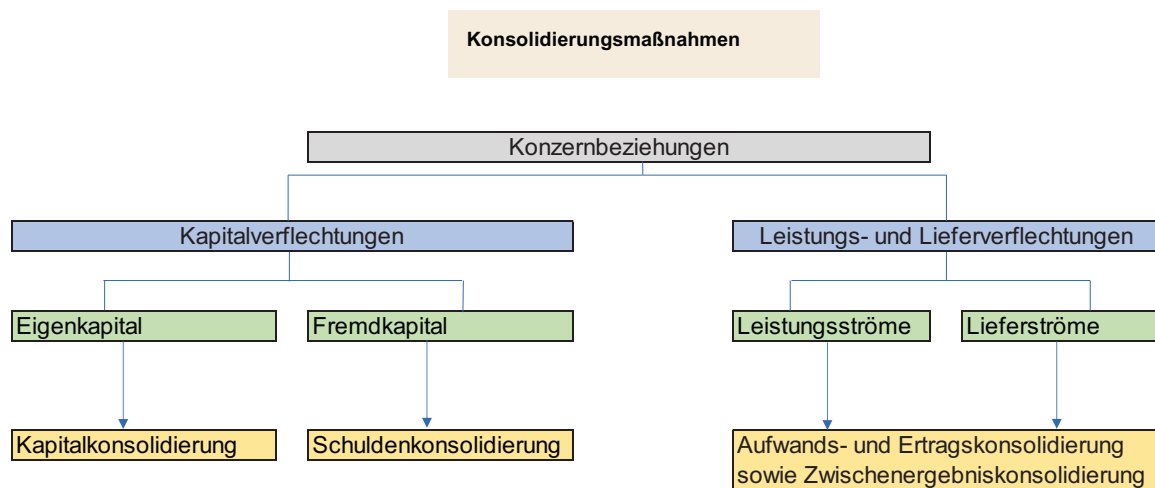 Konsolidierungsmaßnahmen
Konzernbeziehungen
Kapitalverflechtungen
Leistungs- und Lieferverflechtungen
Eigenkapital
Fremdkapital
Leistungsströme
Lieferströme
Kapitalkonsolidierung
Schuldenkonsolidierung
Aufwands- und Ertragskonsolidierung
sowie Zwischenergebniskonsolidierung